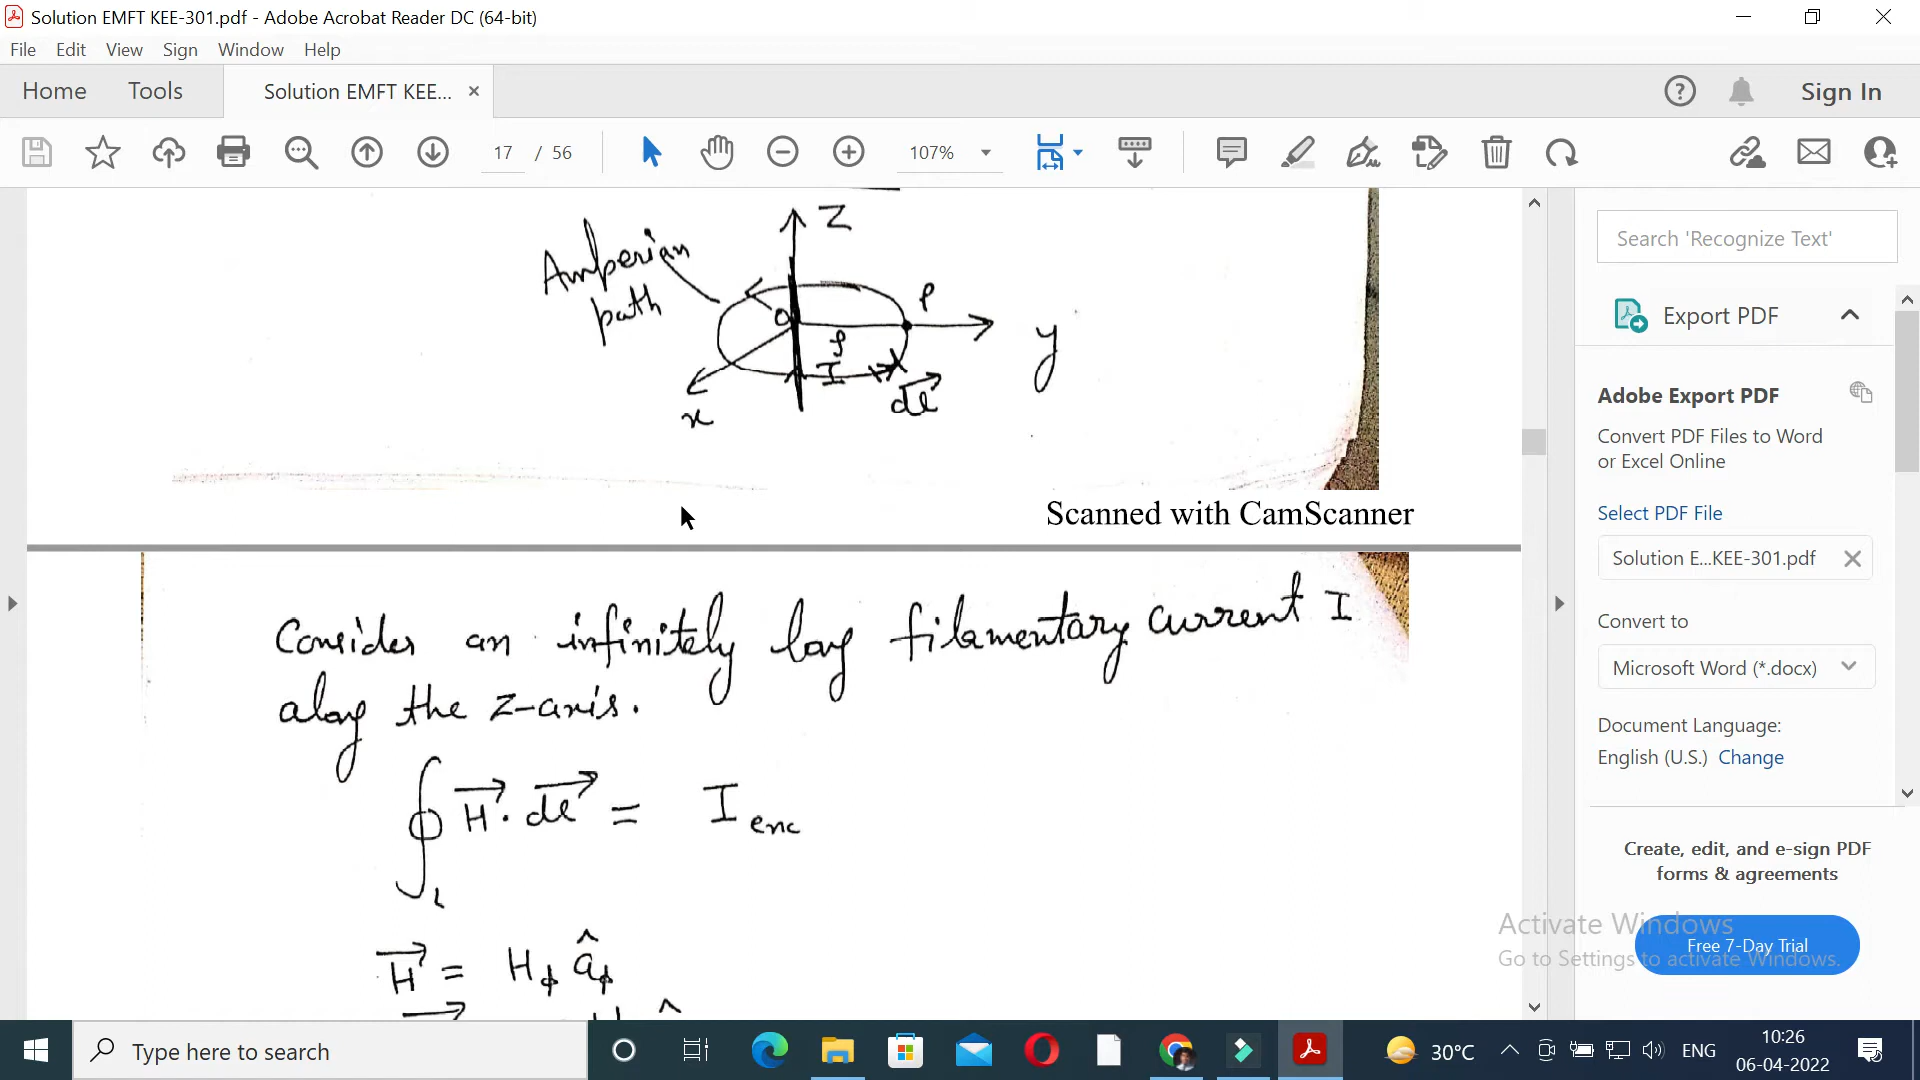 Solution EMFT KEE-301.pdf - Adobe Acrobat Reader DC (64-bit)
File Edit View Sign Window Help
Home Tools Solution EMFT KEE... × Sign In
17 / 56 107%
Z
Amperian
path
O
P
ρ
y
I
dl
x
Scanned with CamScanner
Consider an infinitely long filamentary current I
along the z-axis.
∮_L H⃗ . dl⃗ = I enc
H⃗ = Hϕ âϕ
Search 'Recognize Text'
Export PDF
Adobe Export PDF
Convert PDF Files to Word
or Excel Online
Select PDF File
Solution E...KEE-301.pdf
Convert to
Microsoft Word (*.docx)
Document Language:
English (U.S.) Change
Create, edit, and e-sign PDF
forms & agreements
Free 7-Day Trial
Activate Windows
Go to Settings to activate Windows.
Type here to search
30°C
ENG
10:26
06-04-2022